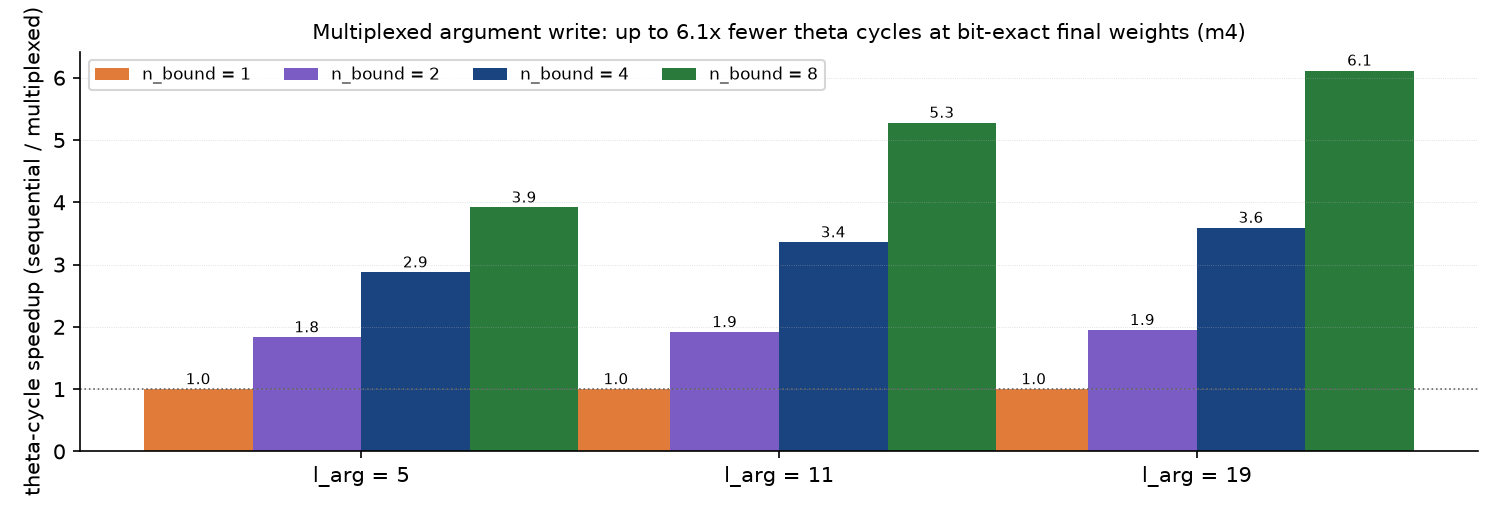 Multiplexed argument write: up to 6.1x fewer theta cycles at bit-exact final weights (m4)
theta-cycle speedup (sequential / multiplexed)
n_bound = 1
n_bound = 2
n_bound = 4
n_bound = 8
6
5
4
3
2
1
0
1.0
1.8
2.9
3.9
1.0
1.9
3.4
5.3
1.0
1.9
3.6
6.1
l_arg = 5
l_arg = 11
l_arg = 19